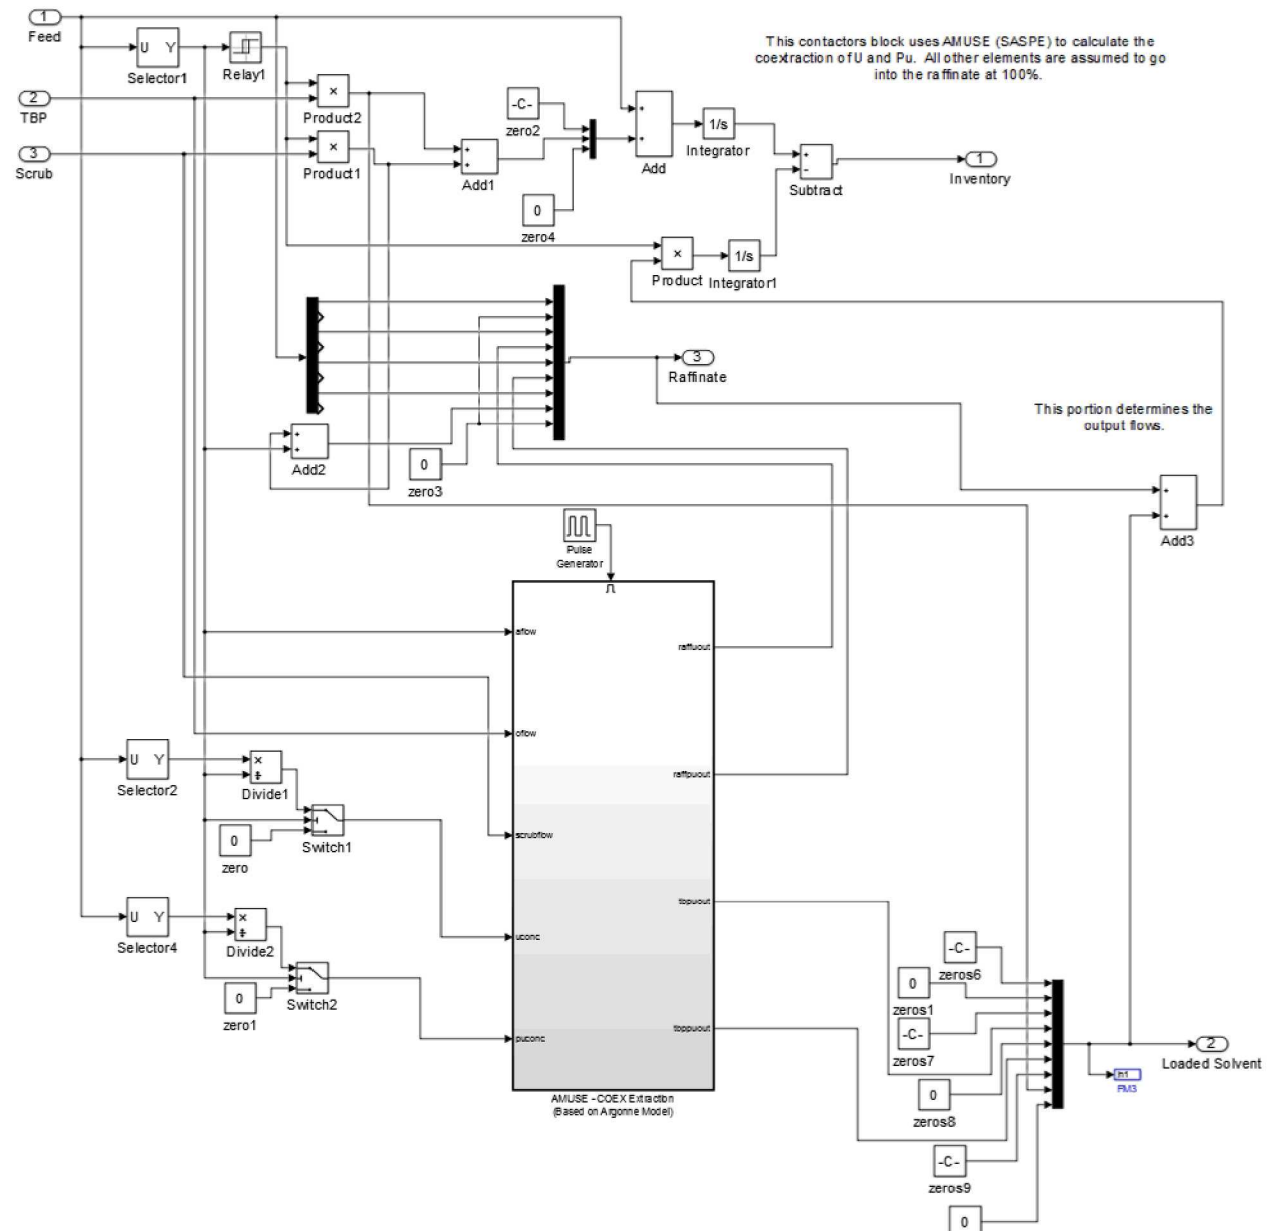 1
Feed
U Y
Selector1
Relay1
This contactors block uses AMUSE (SASPE) to calculate the
coextraction of U and Pu. All other elements are assumed to go
into the raffinate at 100%.
2
TBP
×
Product2
-C-
zero2
+
+
Add
1/s
Integrator
3
Scrub
×
Product1
+
+
Add1
+
-
Subtract
1
Inventory
0
zero4
×
Product
1/s
Integrator1
3
Raffinate
This portion determines the
output flows.
+
+
Add2
0
zero3
+
+
Add3
Pulse
Generator
aflow
raffuout
oflow
U Y
Selector2
×
÷
Divide1
raffpuout
0
zero
Switch1
scrubflow
tbpuout
U Y
Selector4
×
÷
Divide2
uconc
-C-
zeros6
0
zero1
Switch2
0
zeros1
tbppuout
puconc
-C-
zeros7
2
Loaded Solvent
In1
FM3
0
zeros8
AMUSE - COEX Extraction
(Based on Argonne Model)
-C-
zeros9
0